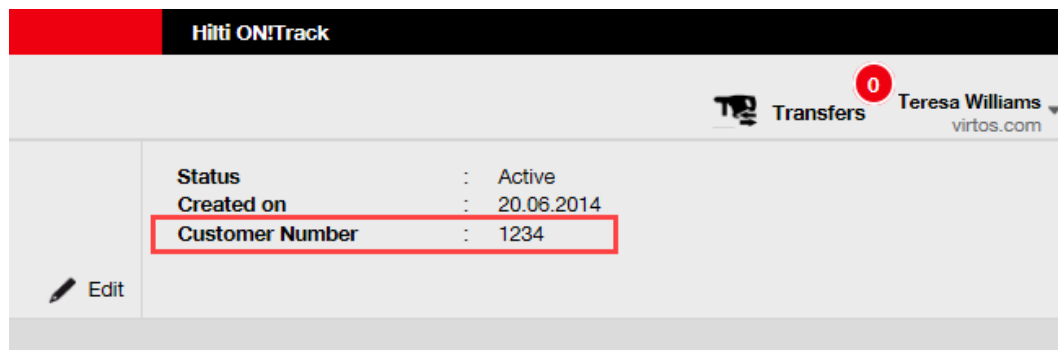 Hilti ON!Track
0
Transfers
Teresa Williams
virtos.com
Status : Active
Created on : 20.06.2014
Customer Number : 1234
Edit